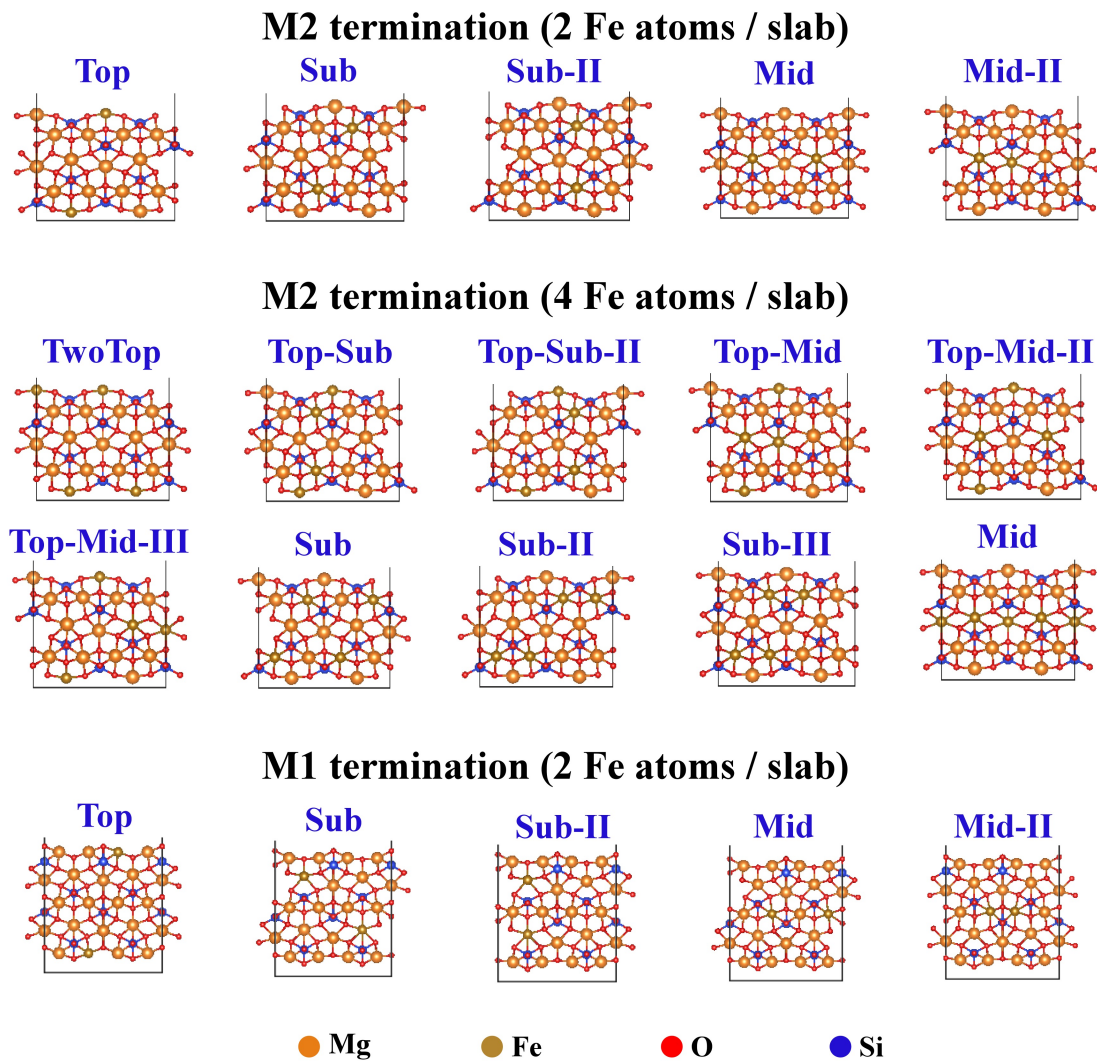 M2 termination (2 Fe atoms / slab)
Top Sub Sub-II Mid Mid-II
M2 termination (4 Fe atoms / slab)
TwoTop Top-Sub Top-Sub-II Top-Mid Top-Mid-II
Top-Mid-III Sub Sub-II Sub-III Mid
M1 termination (2 Fe atoms / slab)
Top Sub Sub-II Mid Mid-II
Mg Fe O Si